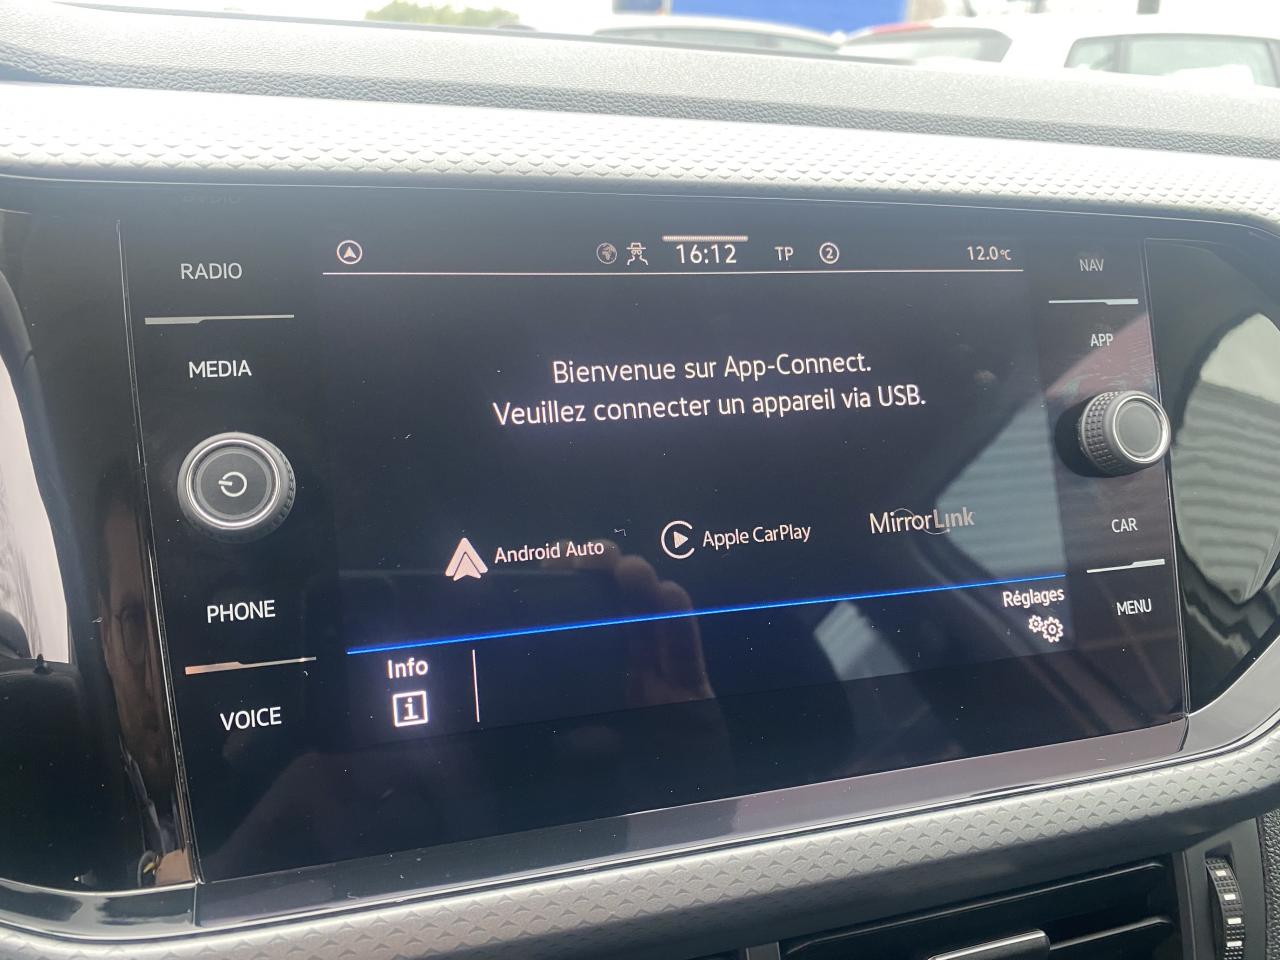 RADIO
MEDIA
PHONE
VOICE
16:12
TP
2
12.0°C
Bienvenue sur App-Connect.
Veuillez connecter un appareil via USB.
Android Auto
Apple CarPlay
MirrorLink
Réglages
Info
i
NAV
APP
CAR
MENU